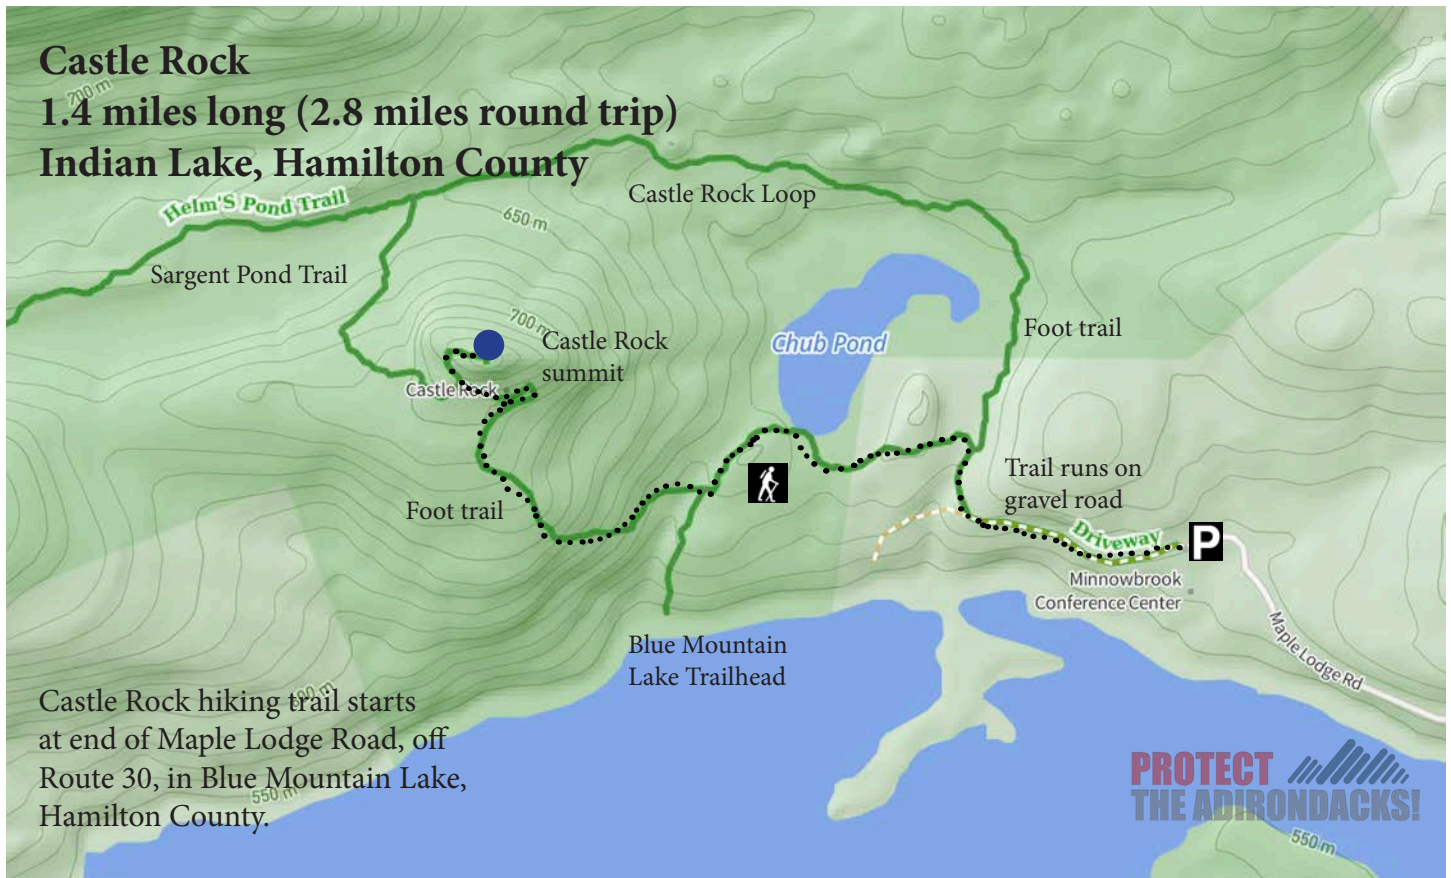 Castle Rock
700 m
1.4 miles long (2.8 miles round trip)
Indian Lake, Hamilton County
Helm'S Pond Trail
Castle Rock Loop
650 m
Sargent Pond Trail
700 m
Castle Rock
summit
Chub Pond
Foot trail
Castle Rock
Trail runs on
gravel road
Foot trail
Driveway
P
Minnowbrook
Conference Center
Maple Lodge Rd
Blue Mountain
Lake Trailhead
Castle Rock hiking trail starts
at end of Maple Lodge Road, off
Route 30, in Blue Mountain Lake,
Hamilton County.
550 m
PROTECT
THE ADIRONDACKS!
550 m